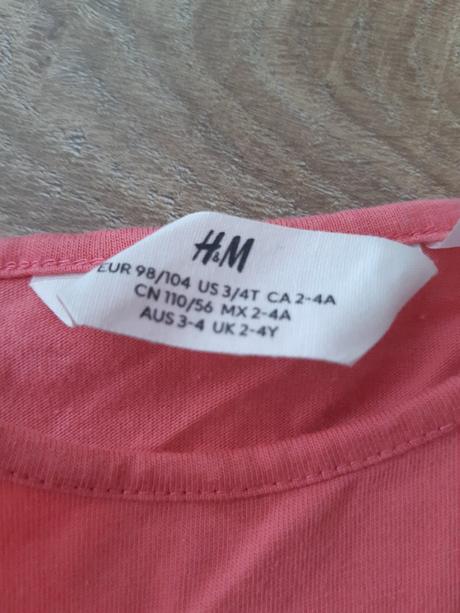 H&M
EUR 98/104 US 3/4T CA 2-4A
CN 110/56 MX 2-4A
AUS 3-4 UK 2-4Y